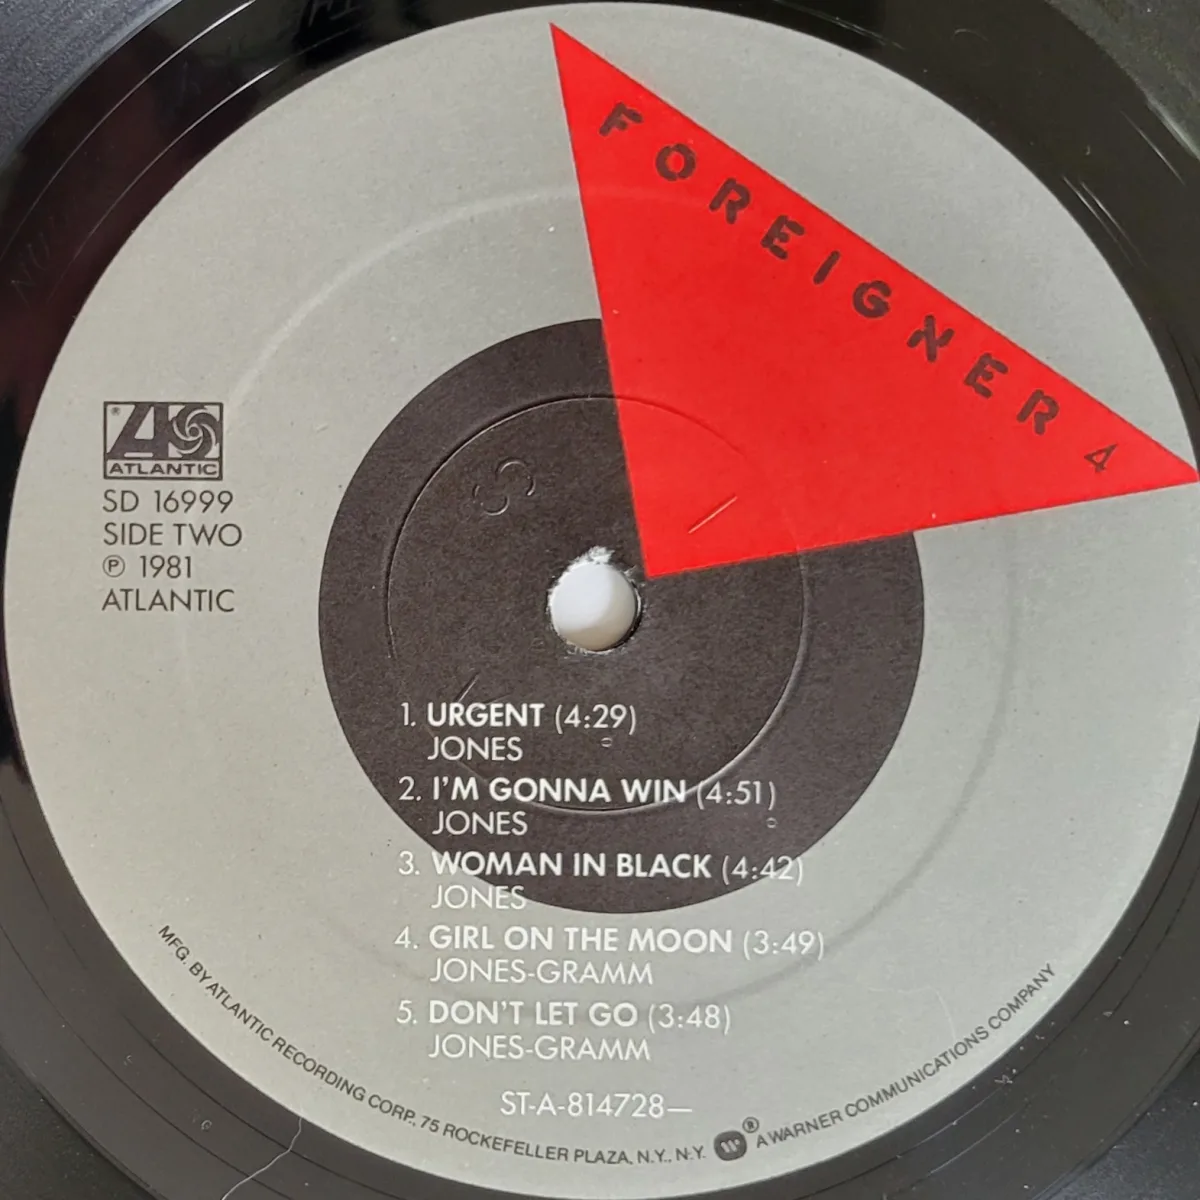 FOREIGNER 4
ATLANTIC
SD 16999
SIDE TWO
℗ 1981
ATLANTIC
1. URGENT (4:29)
JONES
2. I'M GONNA WIN (4:51)
JONES
3. WOMAN IN BLACK (4:42)
JONES
4. GIRL ON THE MOON (3:49)
JONES-GRAMM
5. DON'T LET GO (3:48)
JONES-GRAMM
ST-A-814728—
MFG. BY ATLANTIC RECORDING CORP., 75 ROCKEFELLER PLAZA, N.Y., N.Y. ® A WARNER COMMUNICATIONS COMPANY